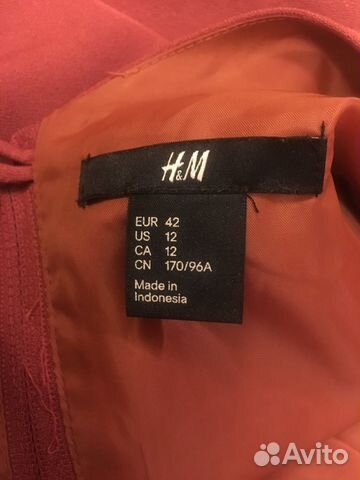 H&M
EUR 42
US 12
CA 12
CN 170/96A
Made in
Indonesia
Avito